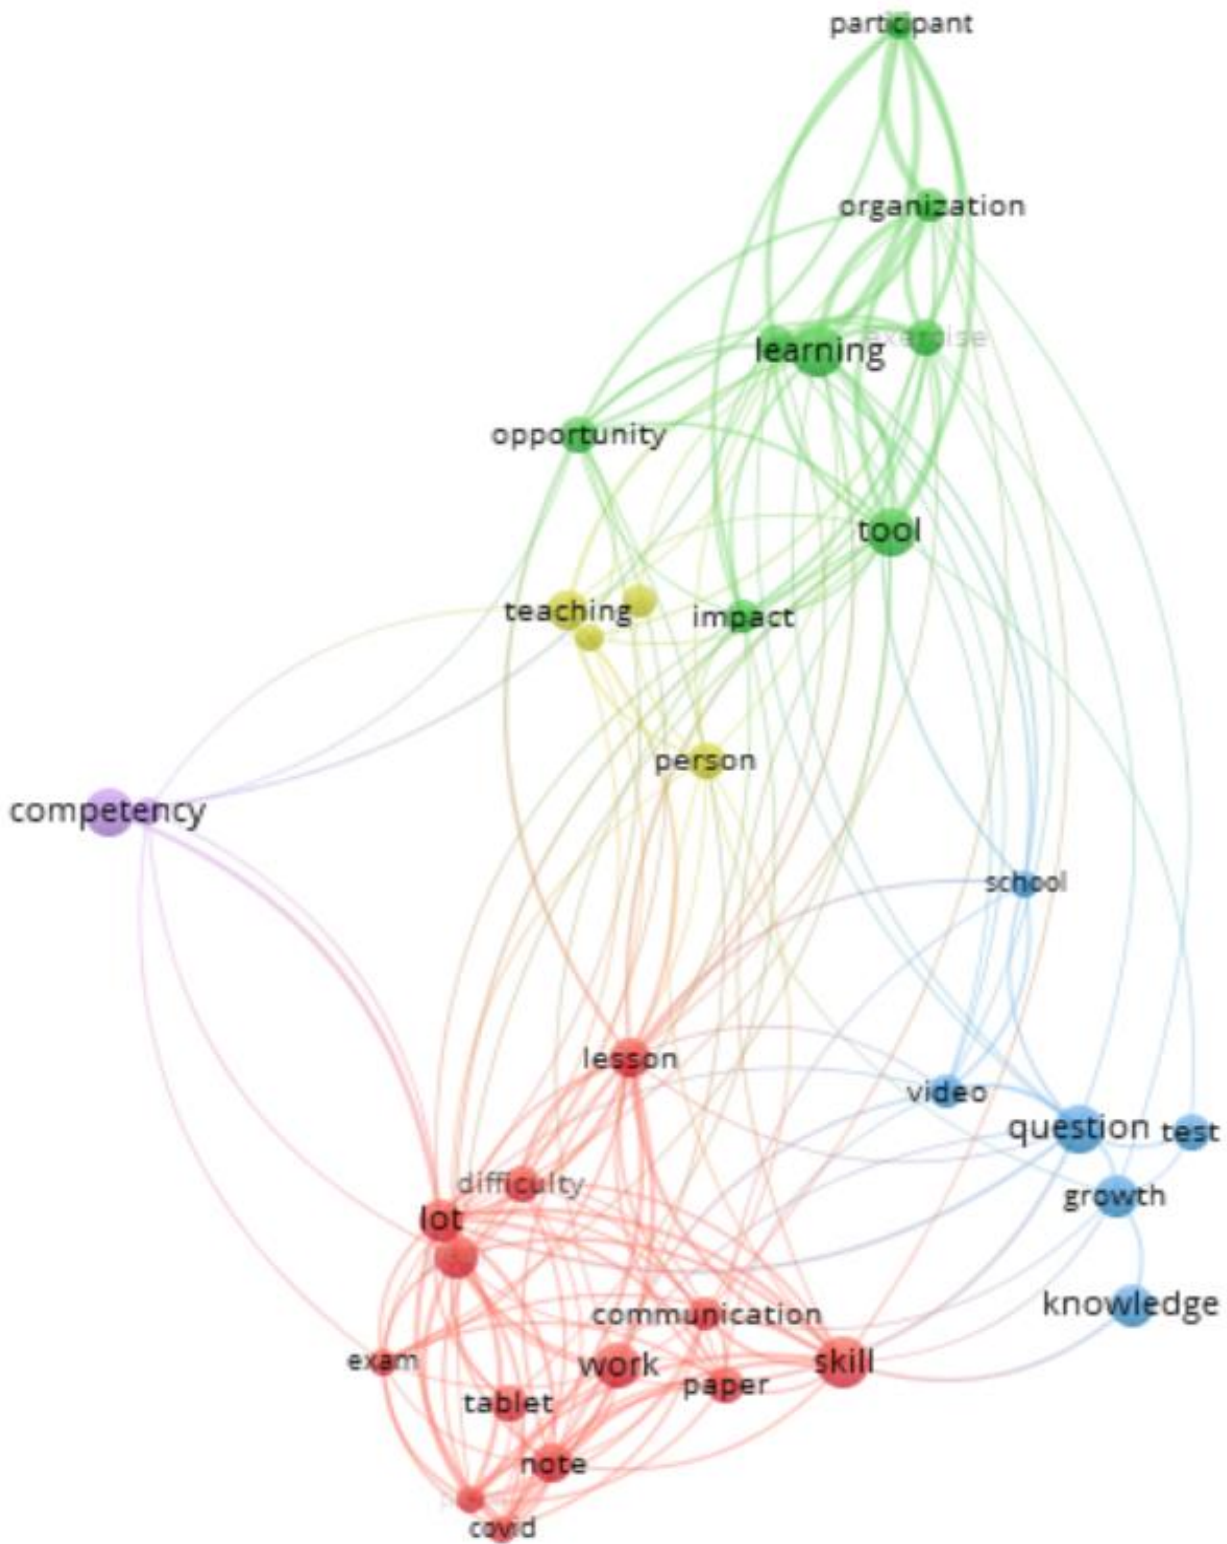 participant
organization
learning
exercise
opportunity
tool
teaching
impact
person
competency
school
lesson
video
question
test
difficulty
growth
lot
knowledge
communication
exam
work
skill
paper
tablet
note
covid